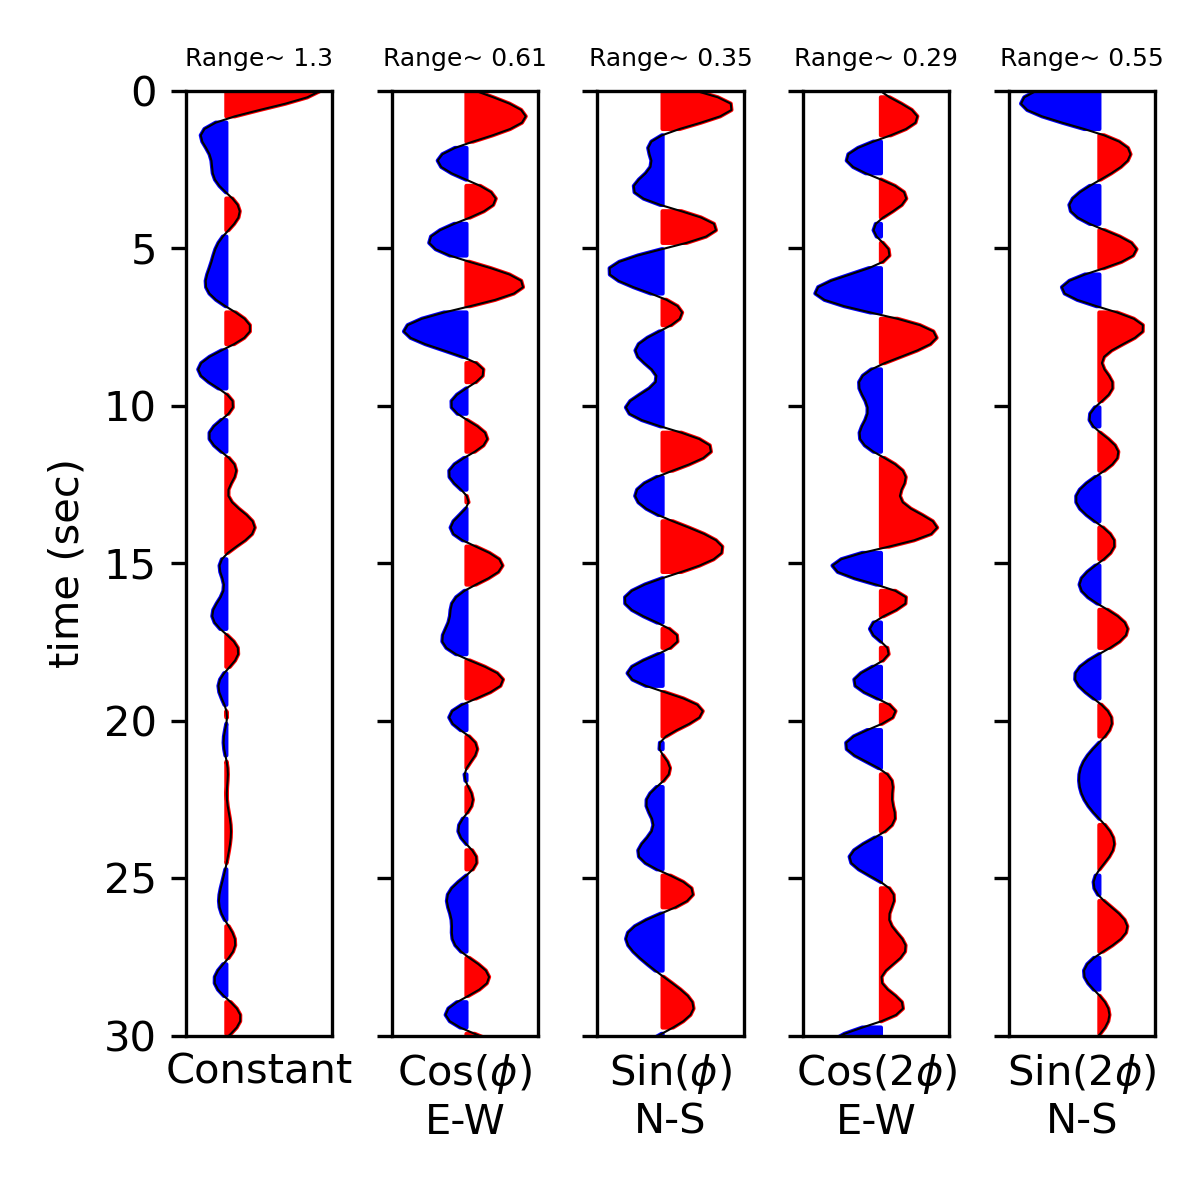 Range~ 1.3
Range~ 0.61
Range~ 0.35
Range~ 0.29
Range~ 0.55
0
5
10
15
20
25
30
time (sec)
Constant
Cos(ϕ)
E-W
Sin(ϕ)
N-S
Cos(2ϕ)
E-W
Sin(2ϕ)
N-S